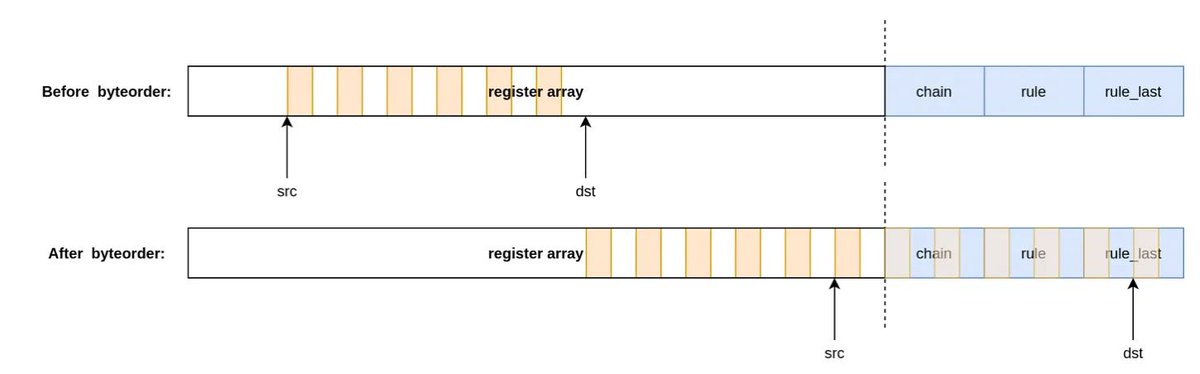 Before byteorder: register array chain rule rule_last
src dst
After byteorder: register array chain rule rule_last
src dst